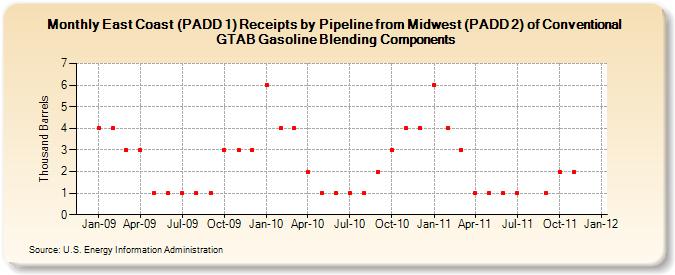 Monthly East Coast (PADD 1) Receipts by Pipeline from Midwest (PADD 2) of Conventional
GTAB Gasoline Blending Components
Thousand Barrels
7
6
5
4
3
2
1
0
Jan-09 Apr-09 Jul-09 Oct-09 Jan-10 Apr-10 Jul-10 Oct-10 Jan-11 Apr-11 Jul-11 Oct-11 Jan-12
Source: U.S. Energy Information Administration